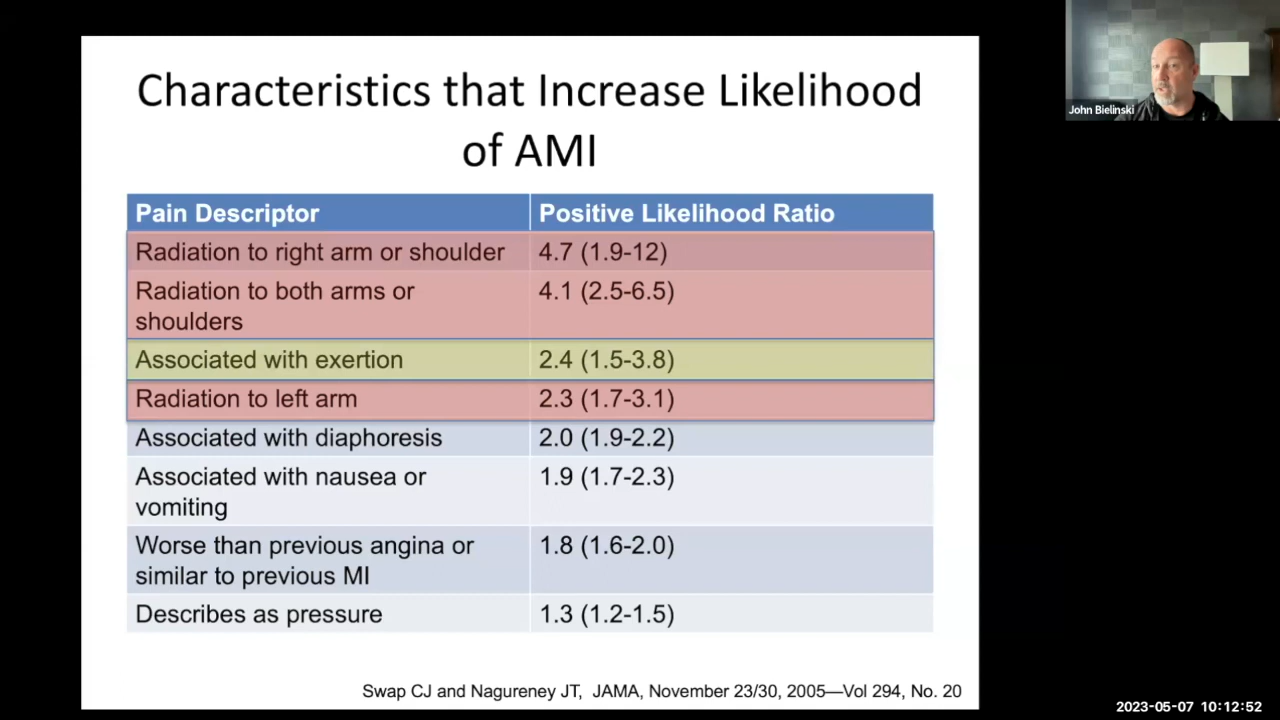 Characteristics that Increase Likelihood
of AMI
Pain Descriptor
Positive Likelihood Ratio
Radiation to right arm or shoulder
4.7 (1.9-12)
Radiation to both arms or
shoulders
4.1 (2.5-6.5)
Associated with exertion
2.4 (1.5-3.8)
Radiation to left arm
2.3 (1.7-3.1)
Associated with diaphoresis
2.0 (1.9-2.2)
Associated with nausea or
vomiting
1.9 (1.7-2.3)
Worse than previous angina or
similar to previous MI
1.8 (1.6-2.0)
Describes as pressure
1.3 (1.2-1.5)
Swap CJ and Nagureney JT, JAMA, November 23/30, 2005—Vol 294, No. 20
John Bielinski
2023-05-07 10:12:52